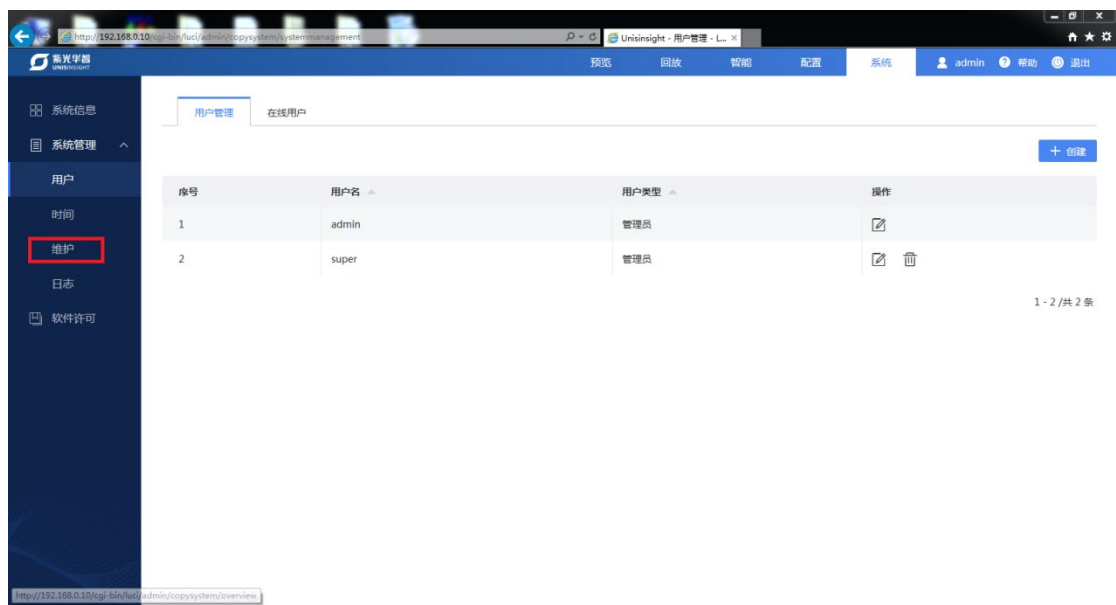 http://192.168.0.10/cgi-bin/luci/admin/copysystem/systemmanagement
Unisinsight - 用户管理 - L...
紫光华智
UNISINSIGHT
预览 回放 智能 配置 系统 admin 帮助 退出
系统信息
系统管理
用户
时间
维护
日志
软件许可
用户管理 在线用户
+ 创建
序号 用户名 用户类型 操作
1 admin 管理员
2 super 管理员
1 - 2 /共 2 条
http://192.168.0.10/cgi-bin/luci/admin/copysystem/overview